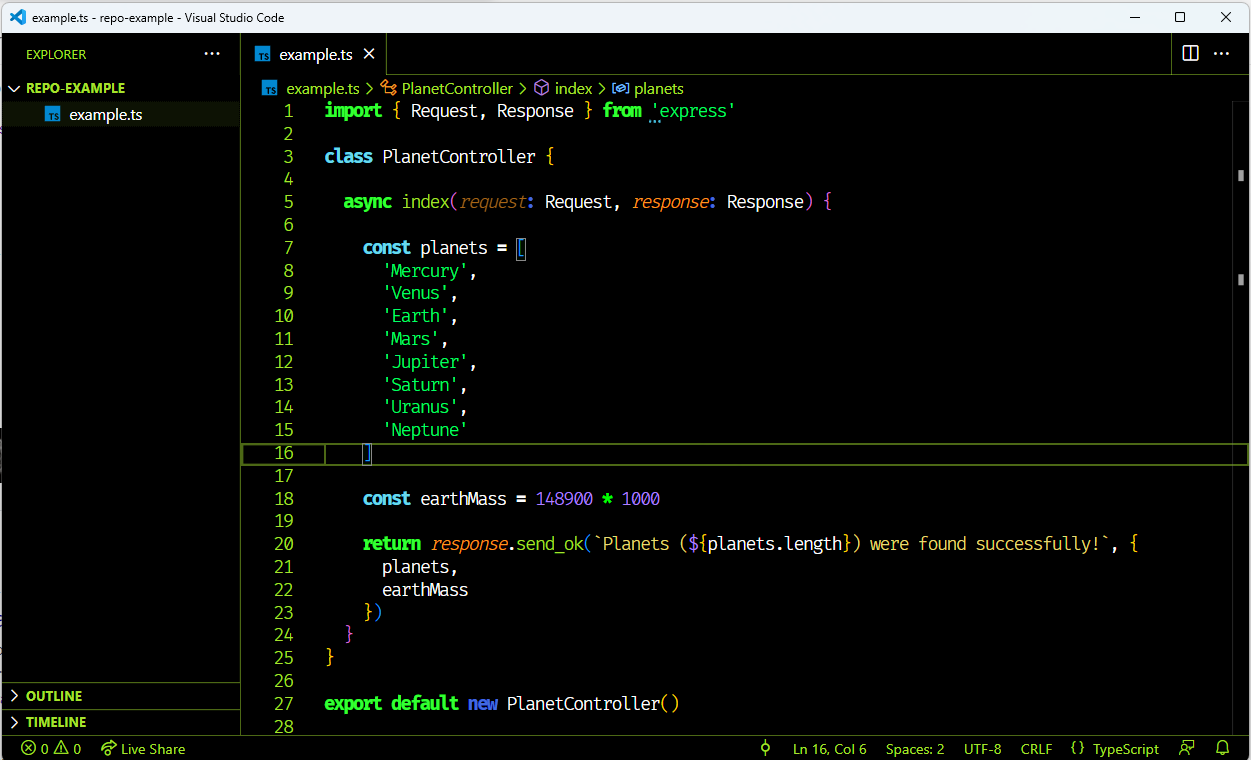 example.ts - repo-example - Visual Studio Code
EXPLORER
REPO-EXAMPLE
TS example.ts
OUTLINE
TIMELINE
TS example.ts
TS example.ts > PlanetController > index > planets
1 import { Request, Response } from 'express'
2
3 class PlanetController {
4
5   async index(request: Request, response: Response) {
6
7     const planets = [
8       'Mercury',
9       'Venus',
10       'Earth',
11       'Mars',
12       'Jupiter',
13       'Saturn',
14       'Uranus',
15       'Neptune'
16     ]
17
18     const earthMass = 148900 * 1000
19
20     return response.send_ok(`Planets (${planets.length}) were found successfully!`, {
21       planets,
22       earthMass
23     })
24   }
25 }
26
27 export default new PlanetController()
28
0 0 Live Share Ln 16, Col 6 Spaces: 2 UTF-8 CRLF {} TypeScript